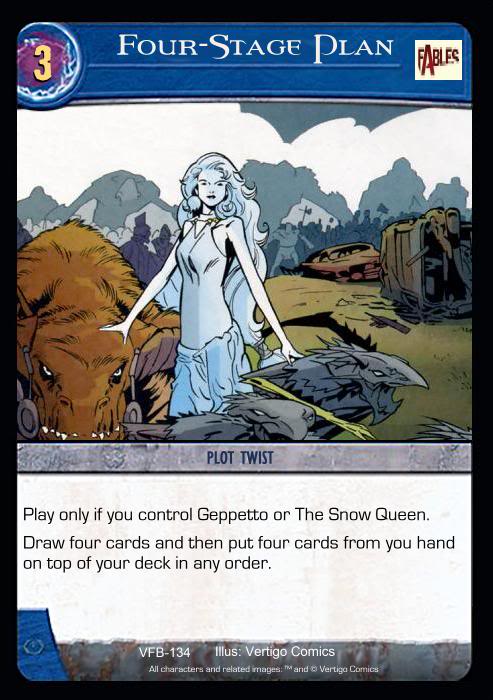 3
Four-Stage Plan
FABLES
PLOT TWIST
Play only if you control Geppetto or The Snow Queen.
Draw four cards and then put four cards from you hand
on top of your deck in any order.
VFB-134 Illus: Vertigo Comics
All characters and related images: ™ and © Vertigo Comics